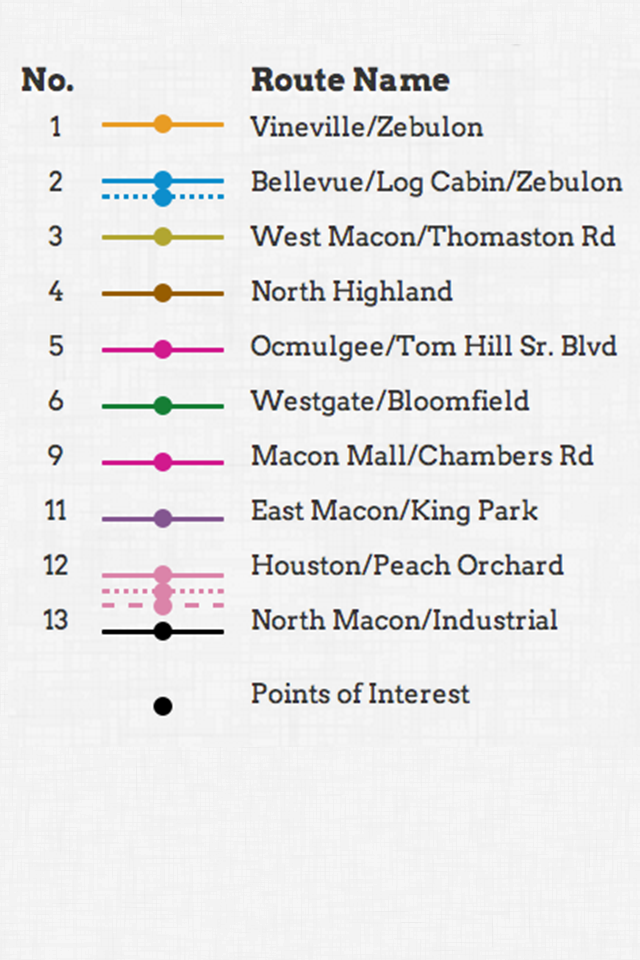 No. Route Name
1 Vineville/Zebulon
2 Bellevue/Log Cabin/Zebulon
3 West Macon/Thomaston Rd
4 North Highland
5 Ocmulgee/Tom Hill Sr. Blvd
6 Westgate/Bloomfield
9 Macon Mall/Chambers Rd
11 East Macon/King Park
12 Houston/Peach Orchard
13 North Macon/Industrial
Points of Interest